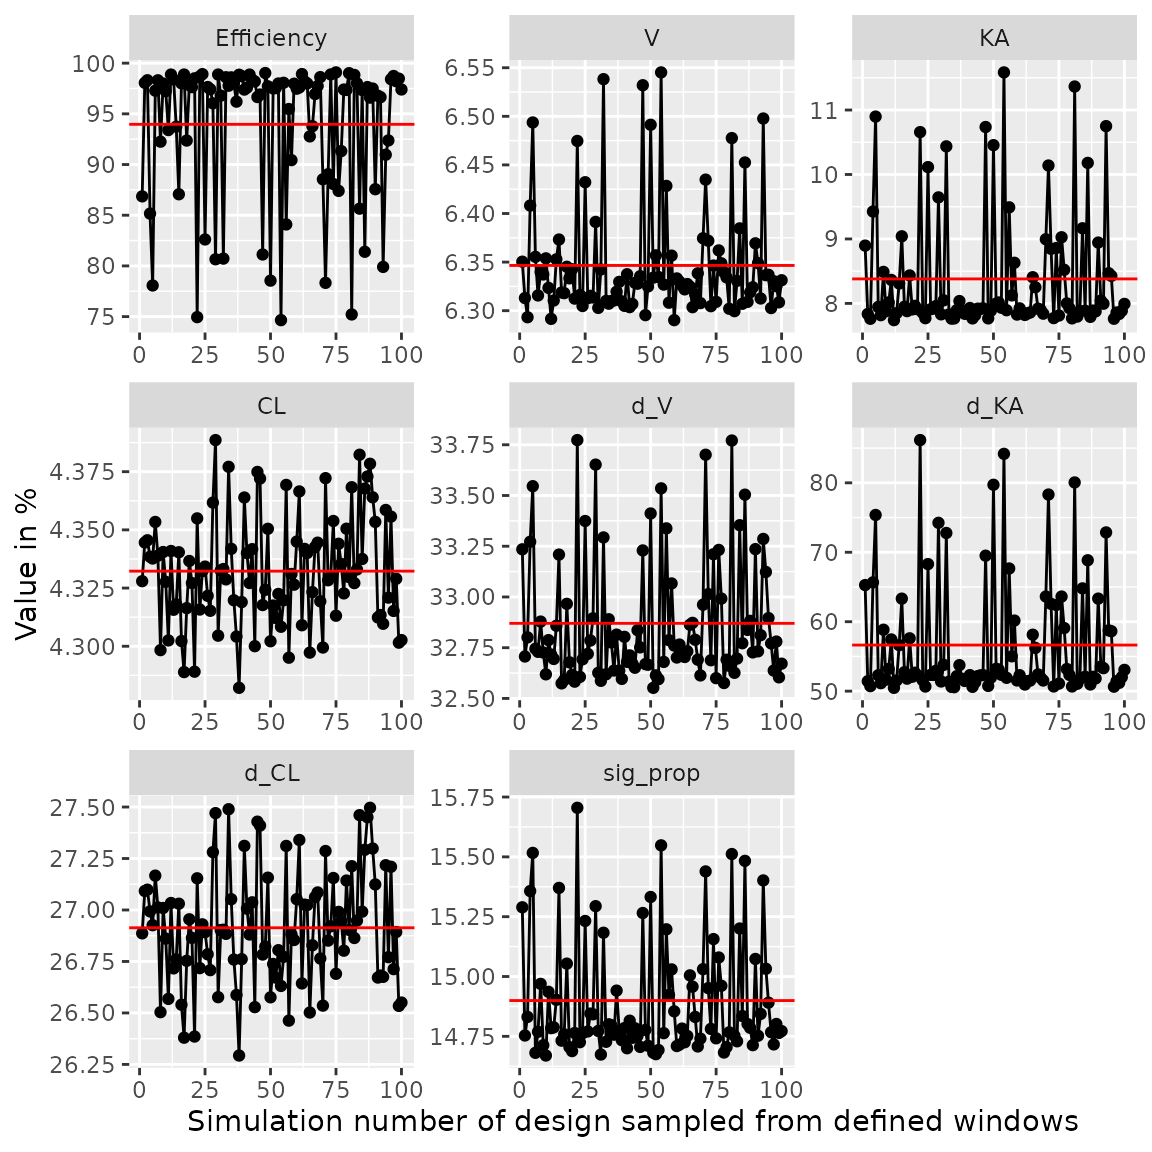 Efficiency
V
KA
100
95
90
85
80
75
6.55
6.50
6.45
6.40
6.35
6.30
11
10
9
8
0 25 50 75 100
0 25 50 75 100
0 25 50 75 100
CL
d_V
d_KA
Value in %
4.375
4.350
4.325
4.300
33.75
33.50
33.25
33.00
32.75
32.50
80
70
60
50
0 25 50 75 100
0 25 50 75 100
0 25 50 75 100
d_CL
sig_prop
27.50
27.25
27.00
26.75
26.50
26.25
15.75
15.50
15.25
15.00
14.75
0 25 50 75 100
0 25 50 75 100
Simulation number of design sampled from defined windows